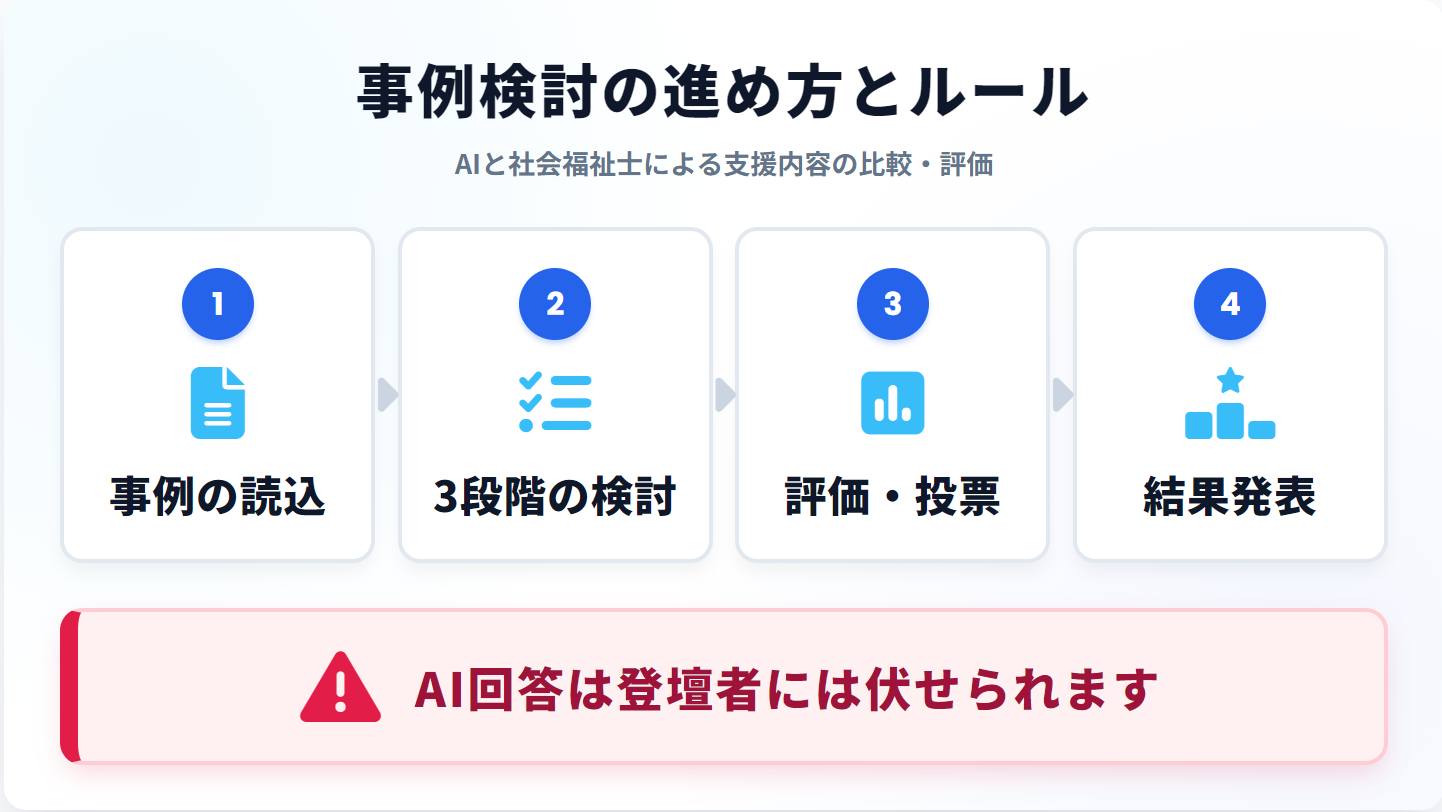 事例検討の進め方とルール
AIと社会福祉士による支援内容の比較・評価
1
事例の読込
2
3段階の検討
3
評価・投票
4
結果発表
AI回答は登壇者には伏せられます